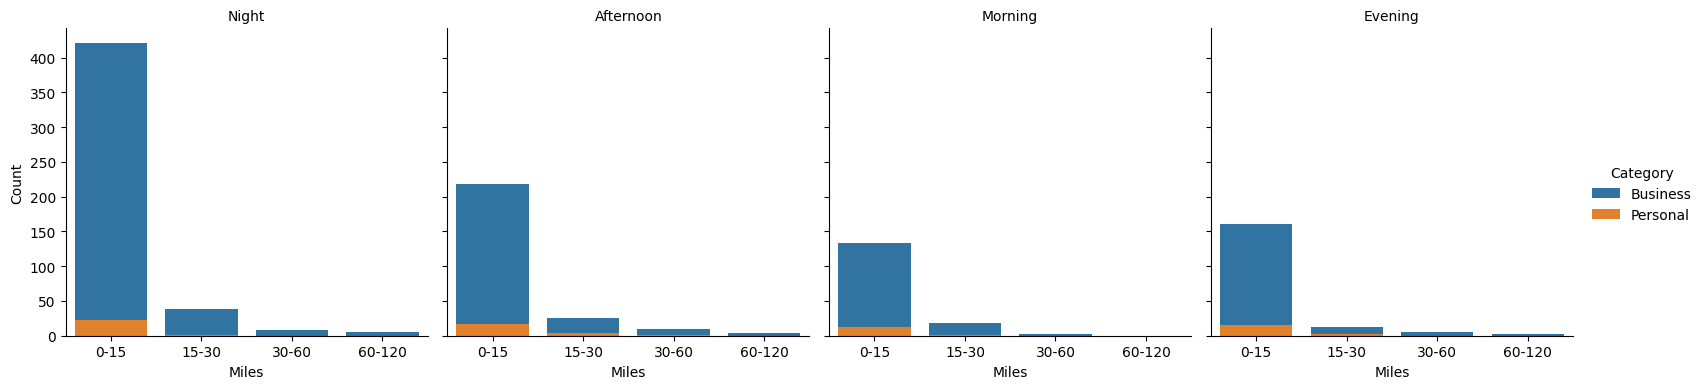 Night Afternoon Morning Evening
Count
400
350
300
250
200
150
100
50
0
0-15 15-30 30-60 60-120
Miles
0-15 15-30 30-60 60-120
Miles
0-15 15-30 30-60 60-120
Miles
0-15 15-30 30-60 60-120
Miles
Category
Business
Personal